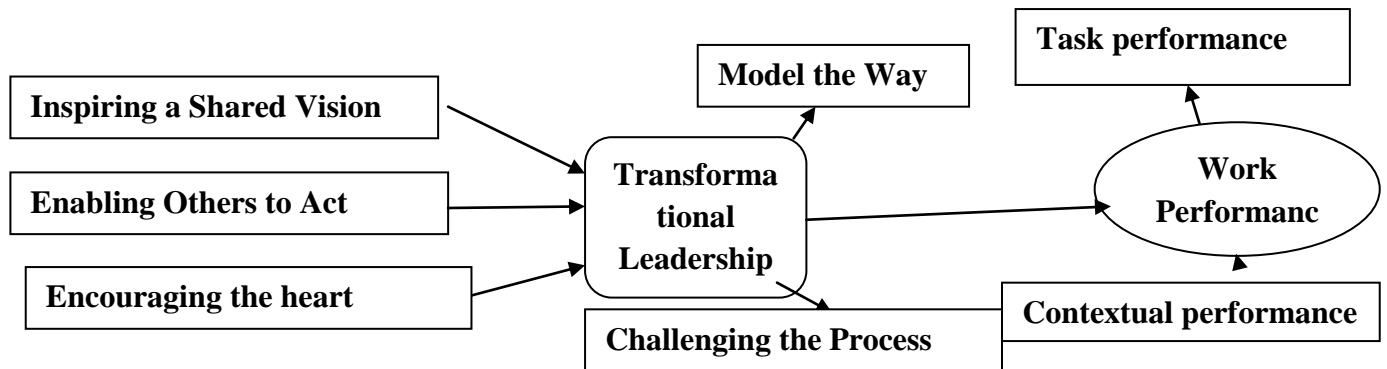 Task performance
Model the Way
Inspiring a Shared Vision
Transforma
tional
Leadership
Work
Performanc
Enabling Others to Act
Encouraging the heart
Challenging the Process
Contextual performance